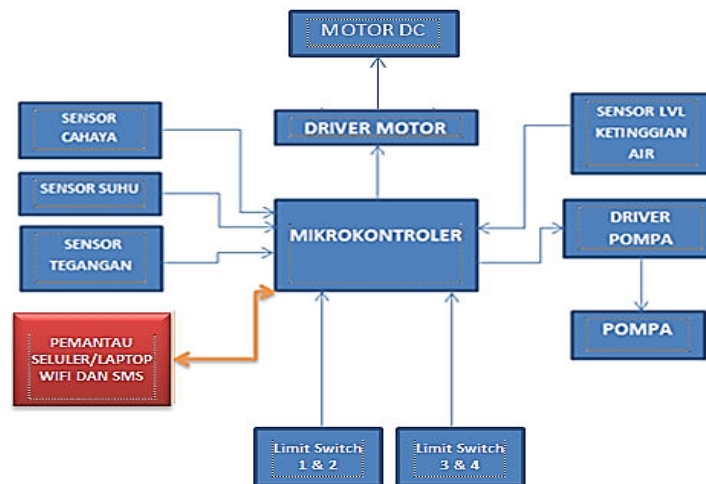 MOTOR DC
SENSOR
CAHAYA
DRIVER MOTOR
SENSOR LVL
KETINGGIAN
AIR
SENSOR SUHU
MIKROKONTROLER
DRIVER
POMPA
SENSOR
TEGANGAN
PEMANTAU
SELULER/LAPTOP
WIFI DAN SMS
POMPA
Limit Switch
1 & 2
Limit Switch
3 & 4